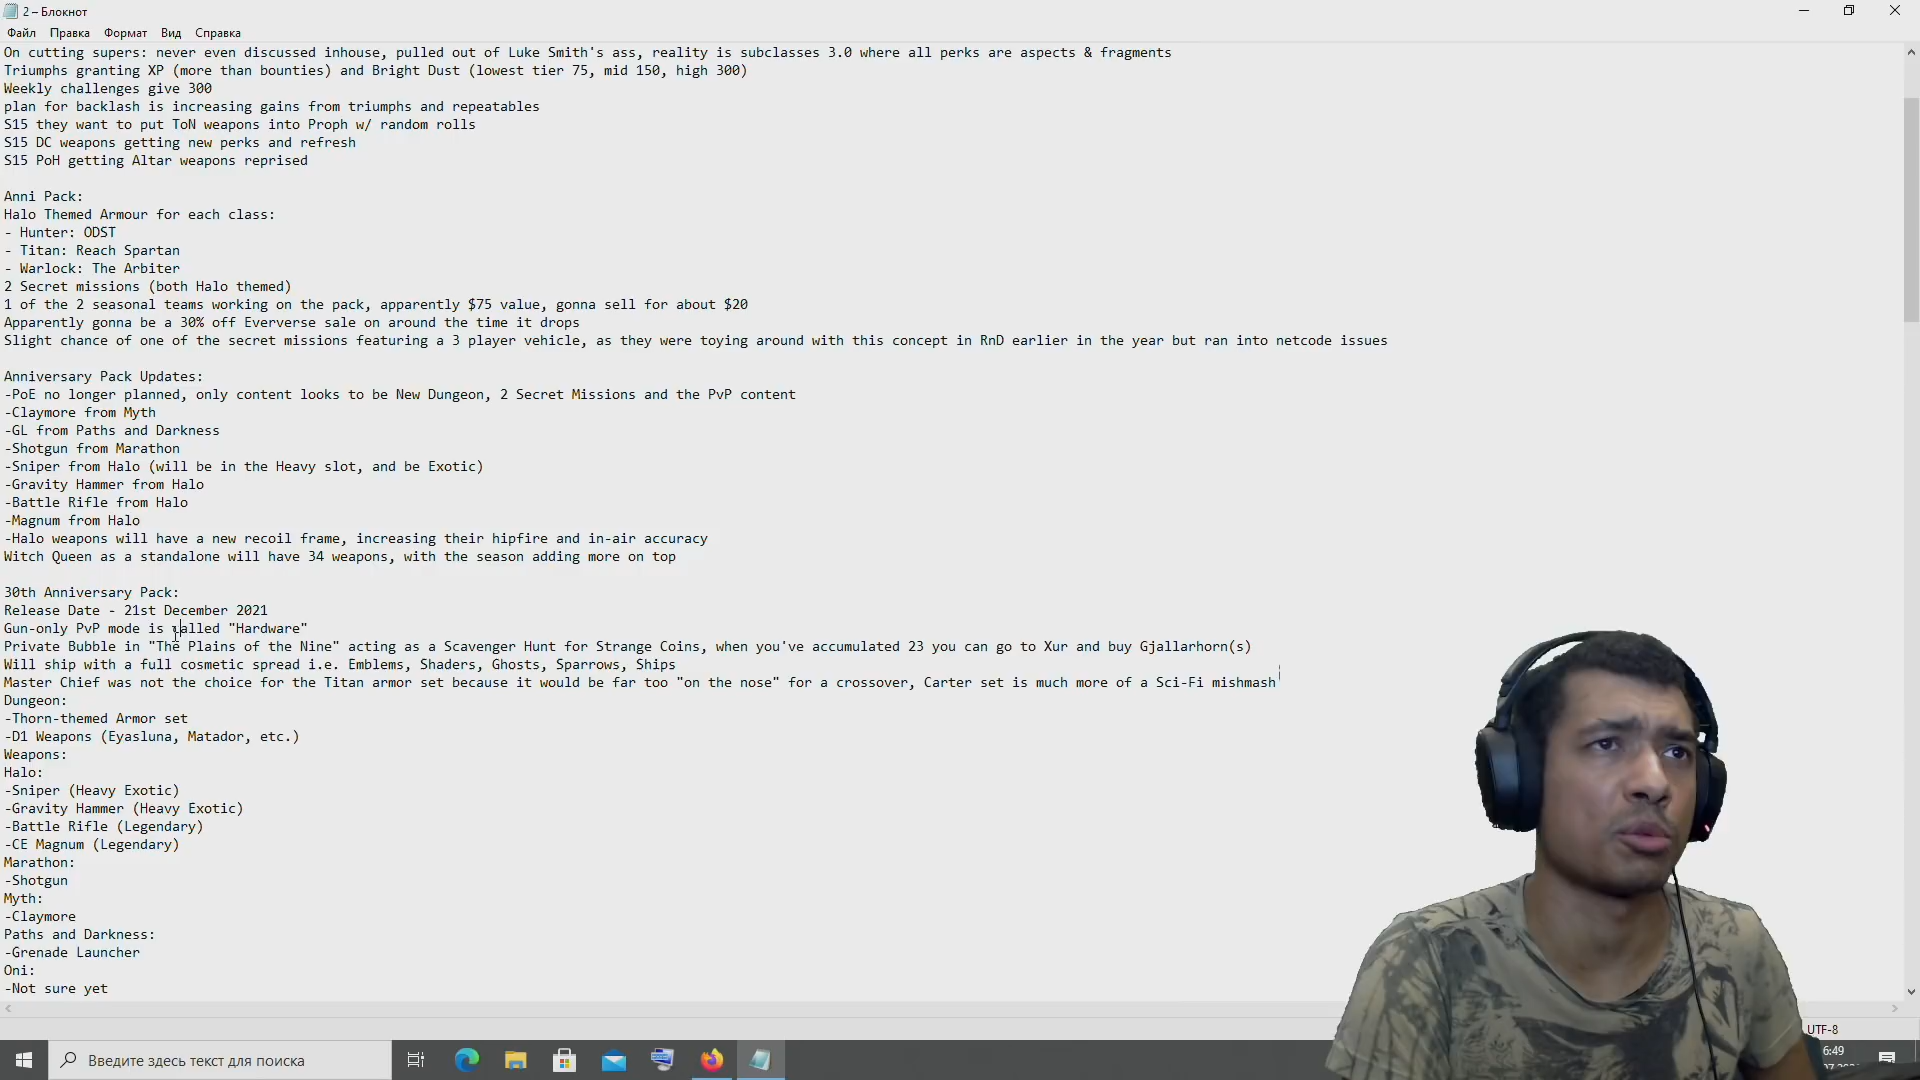 2 – Блокнот
Файл Правка Формат Вид Справка
On cutting supers: never even discussed inhouse, pulled out of Luke Smith's ass, reality is subclasses 3.0 where all perks are aspects & fragments
Triumphs granting XP (more than bounties) and Bright Dust (lowest tier 75, mid 150, high 300)
Weekly challenges give 300
plan for backlash is increasing gains from triumphs and repeatables
S15 they want to put ToN weapons into Proph w/ random rolls
S15 DC weapons getting new perks and refresh
S15 PoH getting Altar weapons reprised
Anni Pack:
Halo Themed Armour for each class:
- Hunter: ODST
- Titan: Reach Spartan
- Warlock: The Arbiter
2 Secret missions (both Halo themed)
1 of the 2 seasonal teams working on the pack, apparently $75 value, gonna sell for about $20
Apparently gonna be a 30% off Eververse sale on around the time it drops
Slight chance of one of the secret missions featuring a 3 player vehicle, as they were toying around with this concept in RnD earlier in the year but ran into netcode issues
Anniversary Pack Updates:
-PoE no longer planned, only content looks to be New Dungeon, 2 Secret Missions and the PvP content
-Claymore from Myth
-GL from Paths and Darkness
-Shotgun from Marathon
-Sniper from Halo (will be in the Heavy slot, and be Exotic)
-Gravity Hammer from Halo
-Battle Rifle from Halo
-Magnum from Halo
-Halo weapons will have a new recoil frame, increasing their hipfire and in-air accuracy
Witch Queen as a standalone will have 34 weapons, with the season adding more on top
30th Anniversary Pack:
Release Date - 21st December 2021
Gun-only PvP mode is called "Hardware"
Private Bubble in "The Plains of the Nine" acting as a Scavenger Hunt for Strange Coins, when you've accumulated 23 you can go to Xur and buy Gjallarhorn(s)
Will ship with a full cosmetic spread i.e. Emblems, Shaders, Ghosts, Sparrows, Ships
Master Chief was not the choice for the Titan armor set because it would be far too "on the nose" for a crossover, Carter set is much more of a Sci-Fi mishmash
Dungeon:
-Thorn-themed Armor set
-D1 Weapons (Eyasluna, Matador, etc.)
Weapons:
Halo:
-Sniper (Heavy Exotic)
-Gravity Hammer (Heavy Exotic)
-Battle Rifle (Legendary)
-CE Magnum (Legendary)
Marathon:
-Shotgun
Myth:
-Claymore
Paths and Darkness:
-Grenade Launcher
Oni:
-Not sure yet
UTF-8
Введите здесь текст для поиска
6:49